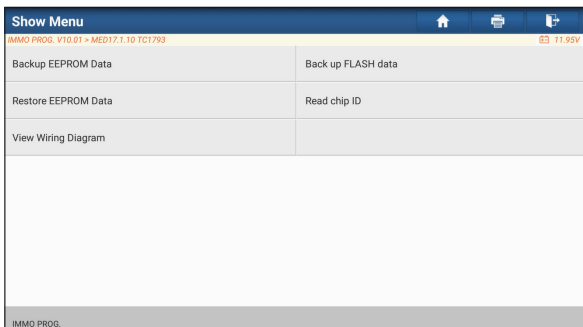 Show Menu
IMMO PROG. V10.01 > MED17.1.10 TC1793
11.95V
Backup EEPROM Data
Back up FLASH data
Restore EEPROM Data
Read chip ID
View Wiring Diagram
IMMO PROG.